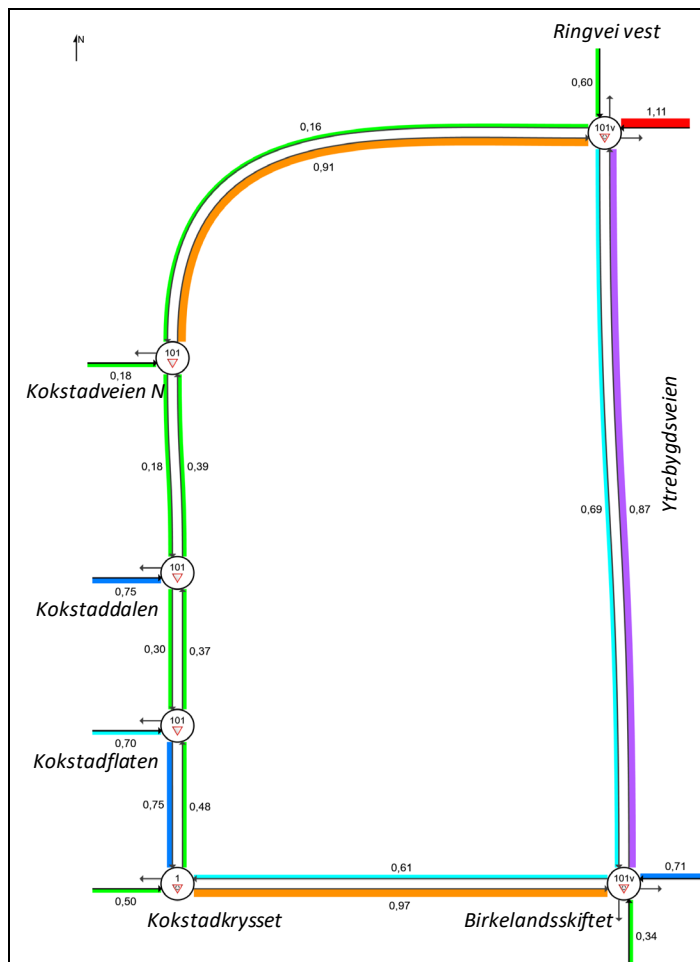 Ringvei vest
N
0,60
1,11
101v
0,16
0,91
101
0,18
Kokstadveien N
0,18
0,39
Ytrebygdsveien
0,69
0,87
101
0,75
Kokstaddalen
0,30
0,37
101
0,70
Kokstadflaten
0,75
0,48
0,61
0,71
1
101v
0,50
0,97
Kokstadkrysset
Birkelandsskiftet
0,34